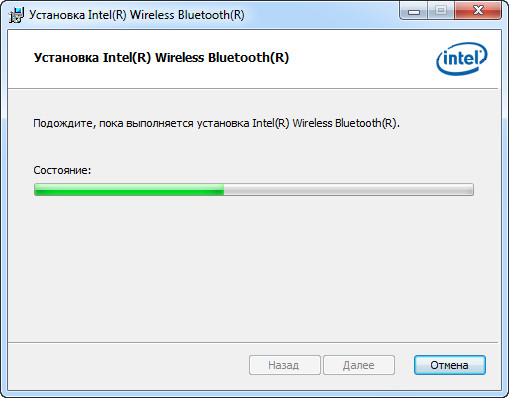 Установка Intel(R) Wireless Bluetooth(R)
Установка Intel(R) Wireless Bluetooth(R)
intel
Подождите, пока выполняется установка Intel(R) Wireless Bluetooth(R).
Состояние:
Назад Далее Отмена